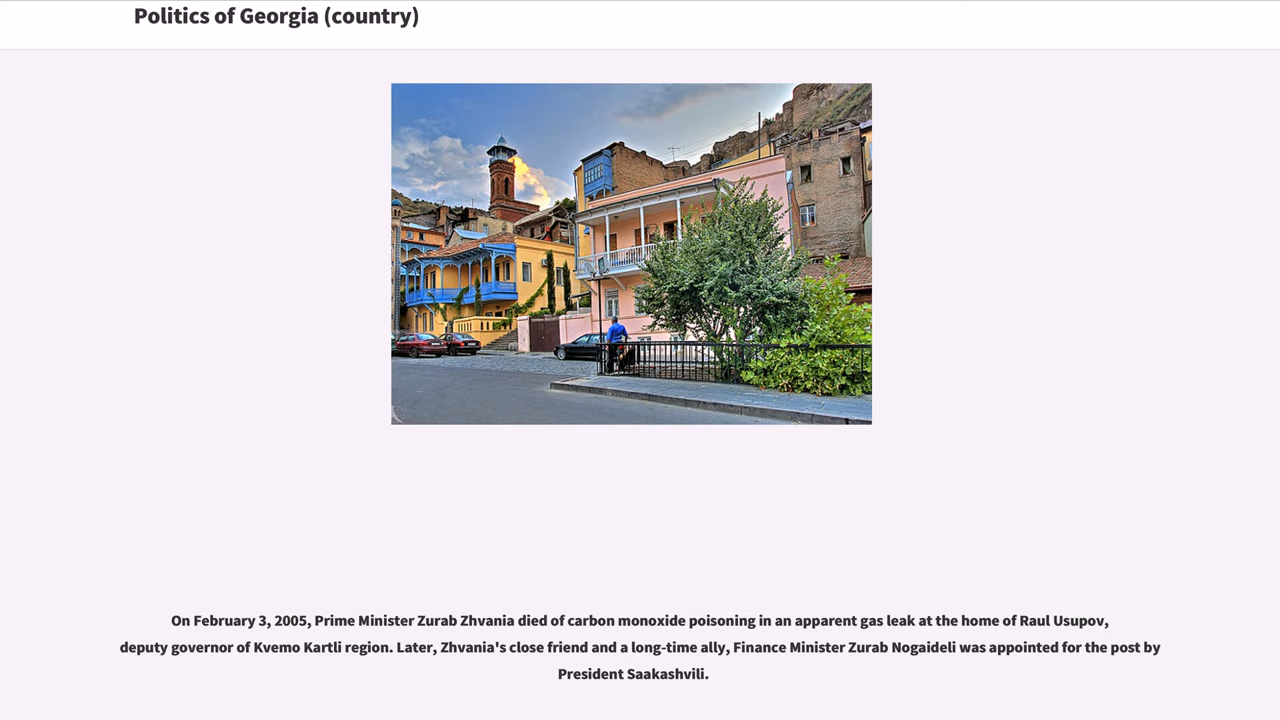 Politics of Georgia (country)
On February 3, 2005, Prime Minister Zurab Zhvania died of carbon monoxide poisoning in an apparent gas leak at the home of Raul Usupov,
deputy governor of Kvemo Kartli region. Later, Zhvania's close friend and a long-time ally, Finance Minister Zurab Nogaideli was appointed for the post by
President Saakashvili.